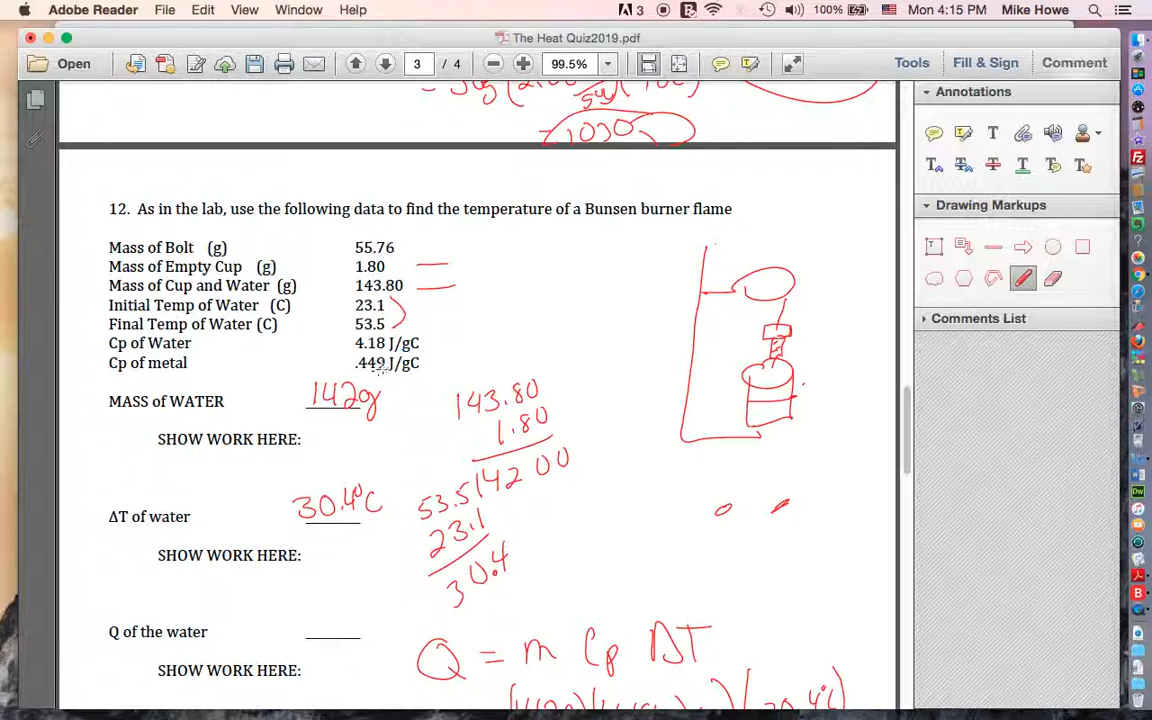 Adobe Reader File Edit View Window Help 3 100% Mon 4:15 PM Mike Howe
The Heat Quiz2019.pdf
Open 3 / 4 99.5% Tools Fill & Sign Comment
Annotations
T
T T T T T
Drawing Markups
T
Comments List
= 1030
12. As in the lab, use the following data to find the temperature of a Bunsen burner flame
Mass of Bolt (g) 55.76
Mass of Empty Cup (g) 1.80
Mass of Cup and Water (g) 143.80
Initial Temp of Water (C) 23.1
Final Temp of Water (C) 53.5
Cp of Water 4.18 J/gC
Cp of metal .449 J/gC
MASS of WATER 142g 143.80
1.80
SHOW WORK HERE:
142 00
ΔT of water 30.4°C 53.5
23.1
SHOW WORK HERE: 30.4
Q of the water
Q = m Cp ΔT
SHOW WORK HERE: